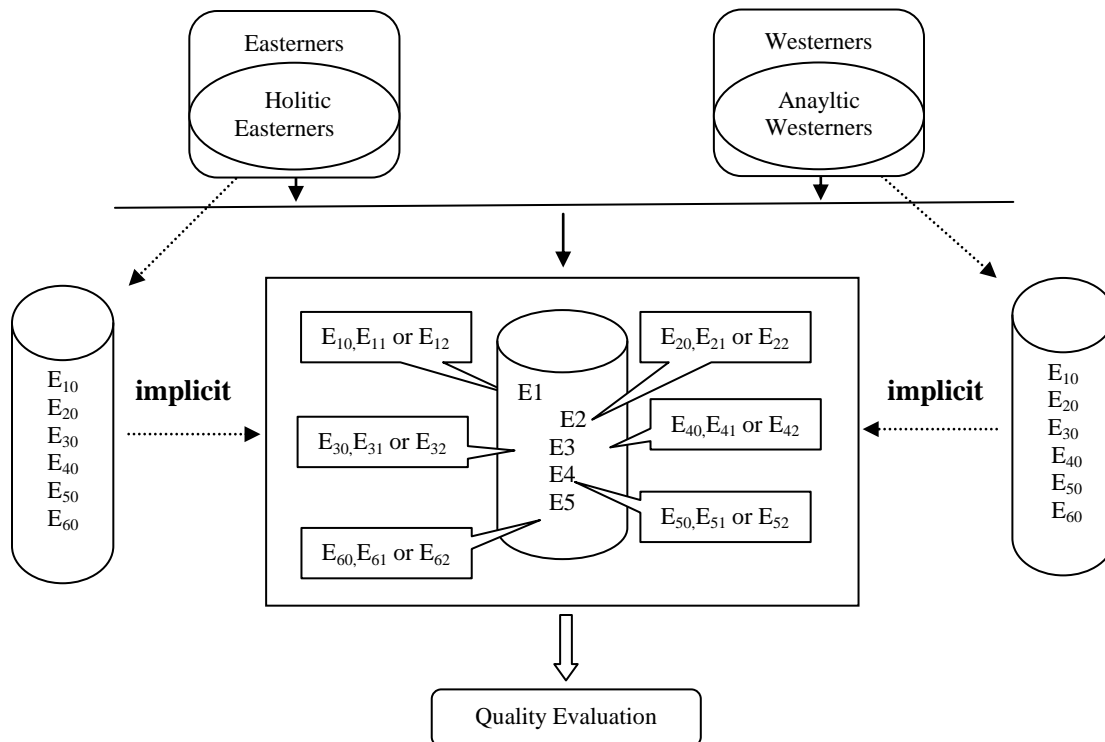 Easterners
Holitic
Easterners
Westerners
Anayltic
Westerners
E10
E20
E30
E40
E50
E60
implicit
E10,E11 or E12
E20,E21 or E22
E30,E31 or E32
E40,E41 or E42
E50,E51 or E52
E60,E61 or E62
E1
E2
E3
E4
E5
implicit
E10
E20
E30
E40
E50
E60
Quality Evaluation